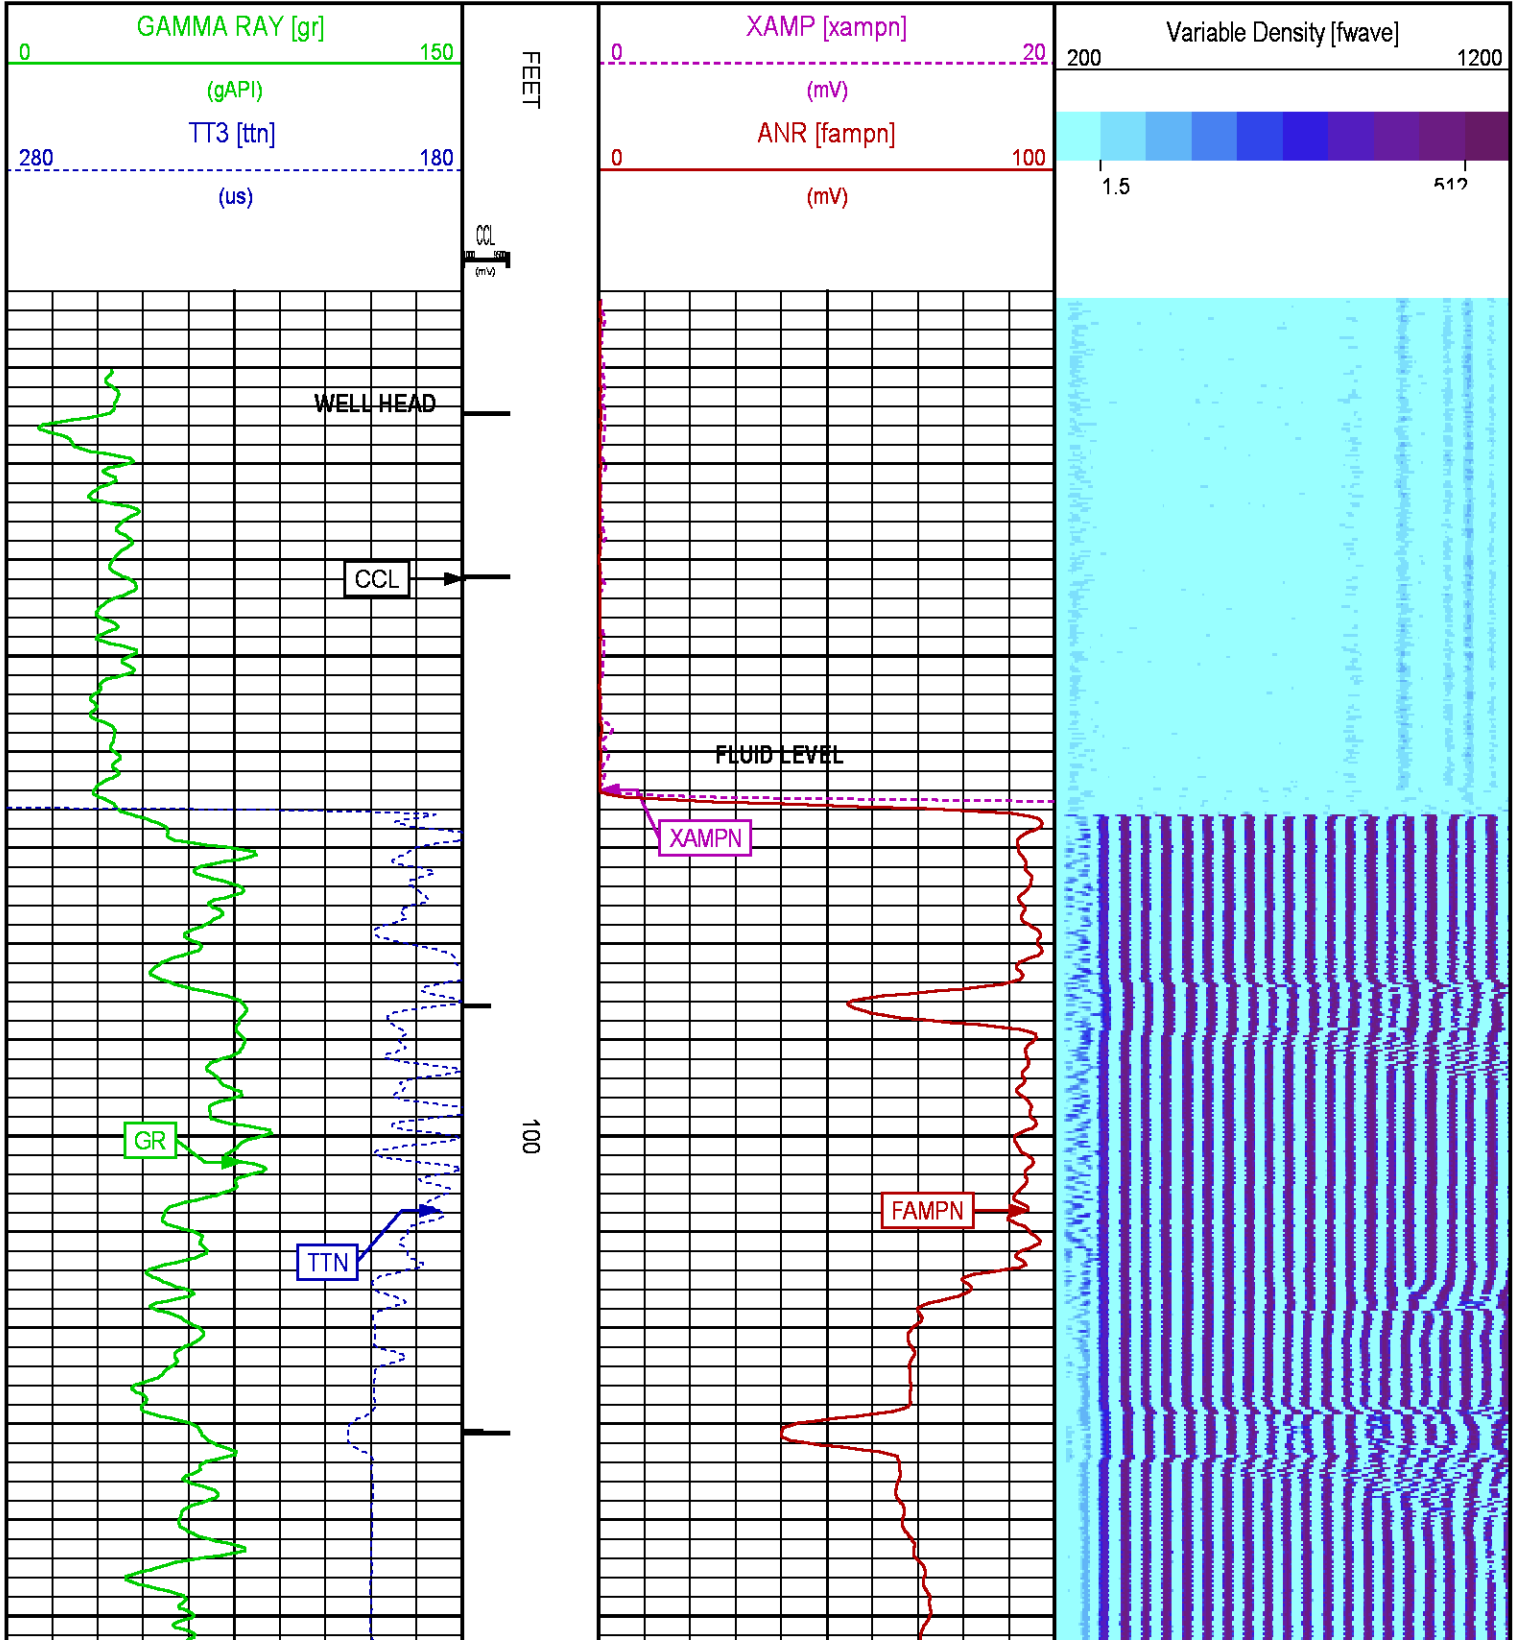 GAMMA RAY [gr]
0 150
(gAPI)
TT3 [ttn]
280 180
(us)
FEET
CCL
(mV)
XAMP [xampn]
0 20
(mV)
ANR [fampn]
0 100
(mV)
Variable Density [fwave]
200 1200
1.5 512
WELL HEAD
CCL
FLUID LEVEL
XAMPN
100
GR
FAMPN
TTN